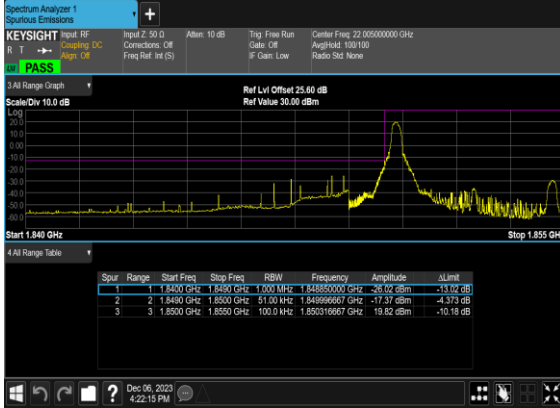 Spectrum Analyzer 1
Spurious Emissions
KEYSIGHT
R T
LXI
PASS
Input: RF
Coupling: DC
Align: Off
Input Z: 50 Ω
Corrections: Off
Freq Ref: Int (S)
Atten: 10 dB
Trig: Free Run
Gate: Off
IF Gain: Low
Center Freq: 22.005000000 GHz
Avg|Hold: 100/100
Radio Std: None
3 All Range Graph
Scale/Div 10.0 dB
Ref Lvl Offset 25.60 dB
Ref Value 30.00 dBm
Log
20.0
10.0
0.00
-10.0
-20.0
-30.0
-40.0
-50.0
-60.0
Start 1.840 GHz
Stop 1.855 GH
4 All Range Table
Spur Range Start Freq Stop Freq RBW Frequency Amplitude ΔLimit
1 1 1.8400 GHz 1.8490 GHz 1.000 MHz 1.848850000 GHz -26.02 dBm -13.02 dB
2 2 1.8490 GHz 1.8500 GHz 51.00 kHz 1.849996667 GHz -17.37 dBm -4.373 dB
3 3 1.8500 GHz 1.8550 GHz 100.0 kHz 1.850316667 GHz 19.82 dBm -10.18 dB
Dec 06, 2023
4:22:15 PM